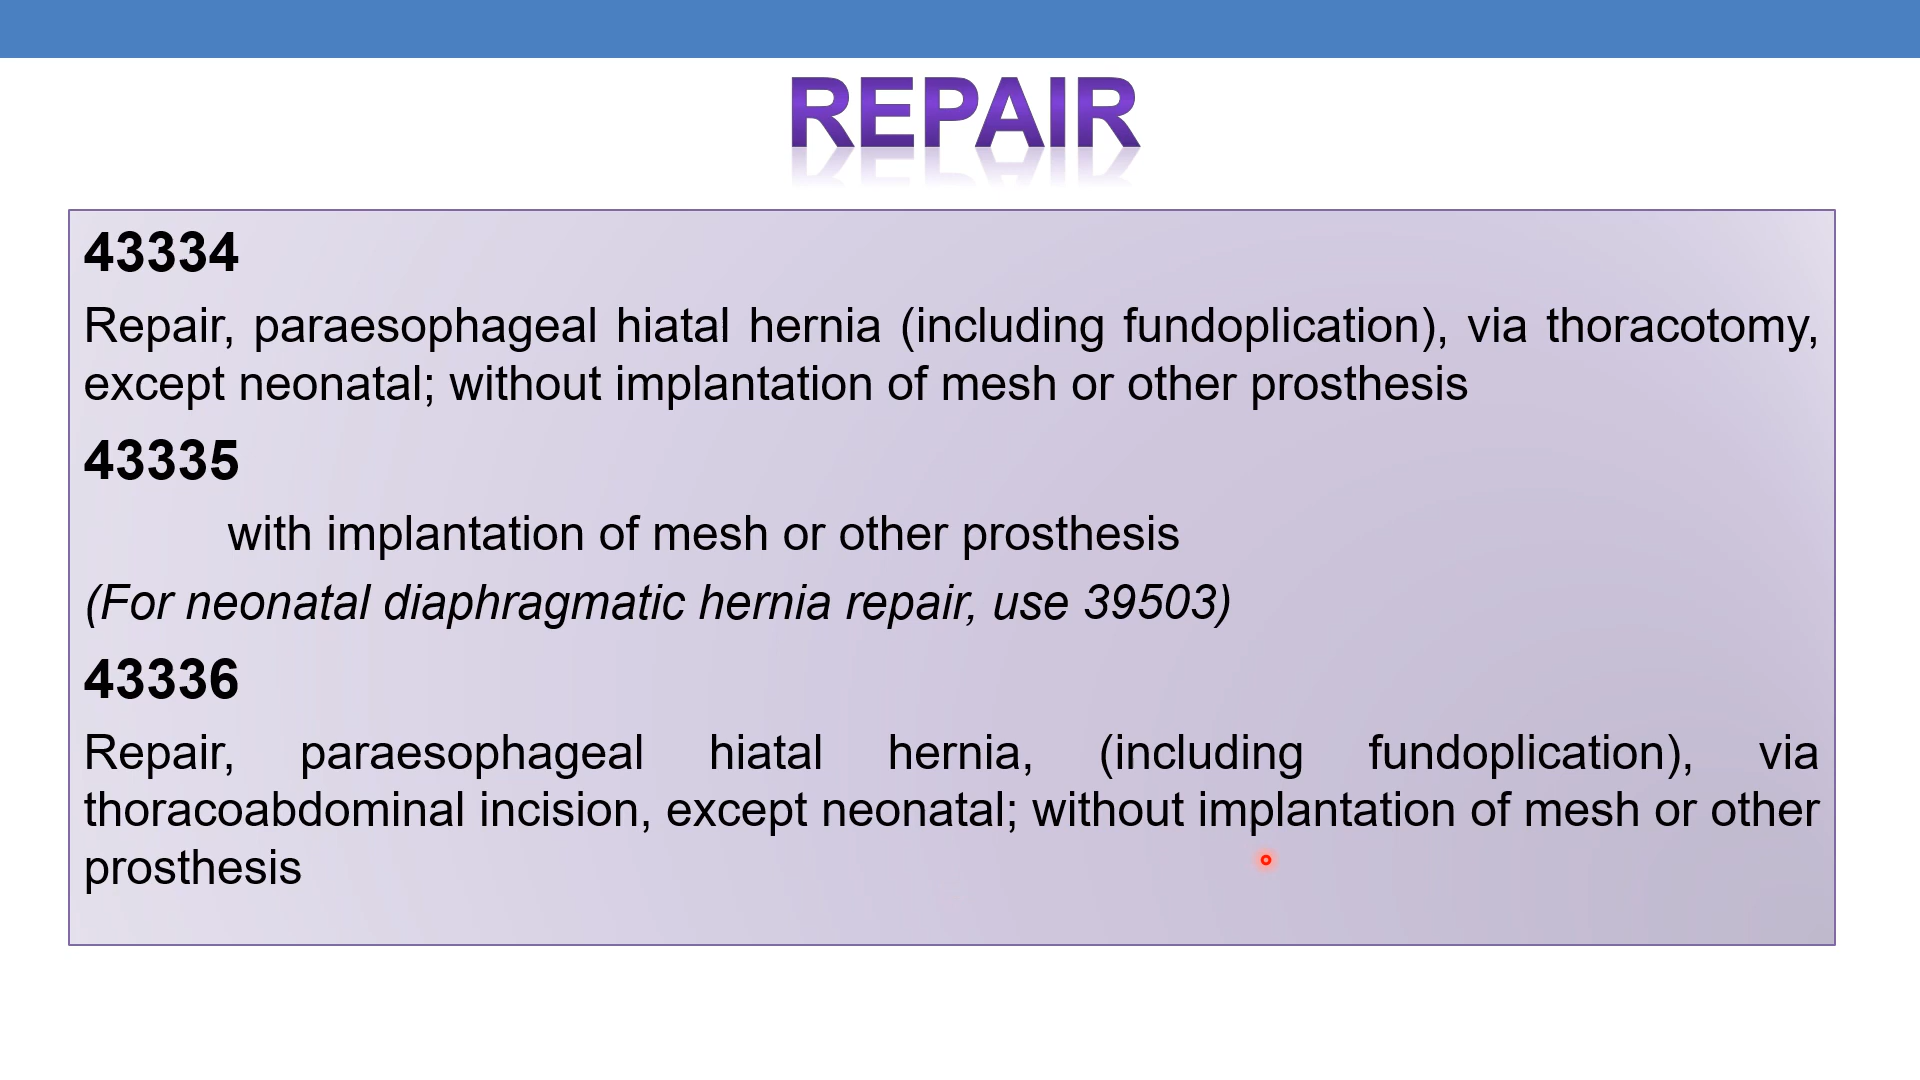 REPAIR
43334
Repair, paraesophageal hiatal hernia (including fundoplication), via thoracotomy,
except neonatal; without implantation of mesh or other prosthesis
43335
with implantation of mesh or other prosthesis
(For neonatal diaphragmatic hernia repair, use 39503)
43336
Repair, paraesophageal hiatal hernia, (including fundoplication), via
thoracoabdominal incision, except neonatal; without implantation of mesh or other
prosthesis